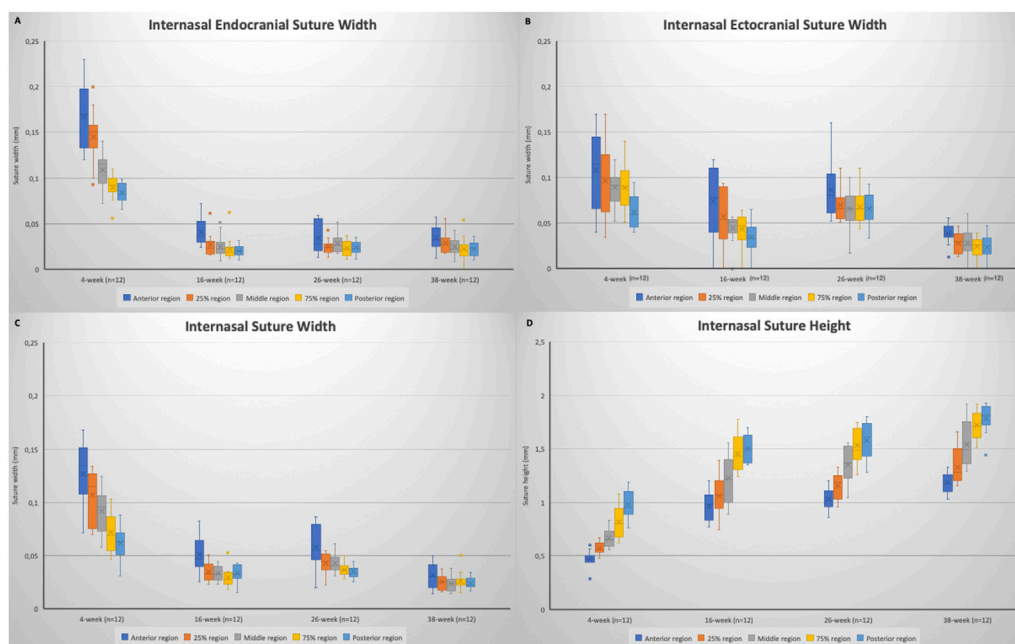 A
Internasal Endocranial Suture Width
0,25
0,2
0,15
0,1
0,05
0
Suture width (mm)
4-week (n=12)
16-week (n=12)
26-week (n=12)
38-week (n=12)
Anterior region
25% region
Middle region
75% region
Posterior region
B
Internasal Ectocranial Suture Width
0,25
0,2
0,15
0,1
0,05
0
Suture width (mm)
4-week (n=12)
16-week (n=12)
26-week (n=12)
38-week (n=12)
Anterior region
25% region
Middle region
75% region
Posterior region
C
Internasal Suture Width
0,25
0,2
0,15
0,1
0,05
0
Suture width (mm)
4-week (n=12)
16-week (n=12)
26-week (n=12)
38-week (n=12)
Anterior region
25% region
Middle region
75% region
Posterior region
D
Internasal Suture Height
2,5
2
1,5
1
0,5
0
Suture height (mm)
4-week (n=12)
16-week (n=12)
26-week (n=12)
38-week (n=12)
Anterior region
25% region
Middle region
75% region
Posterior region